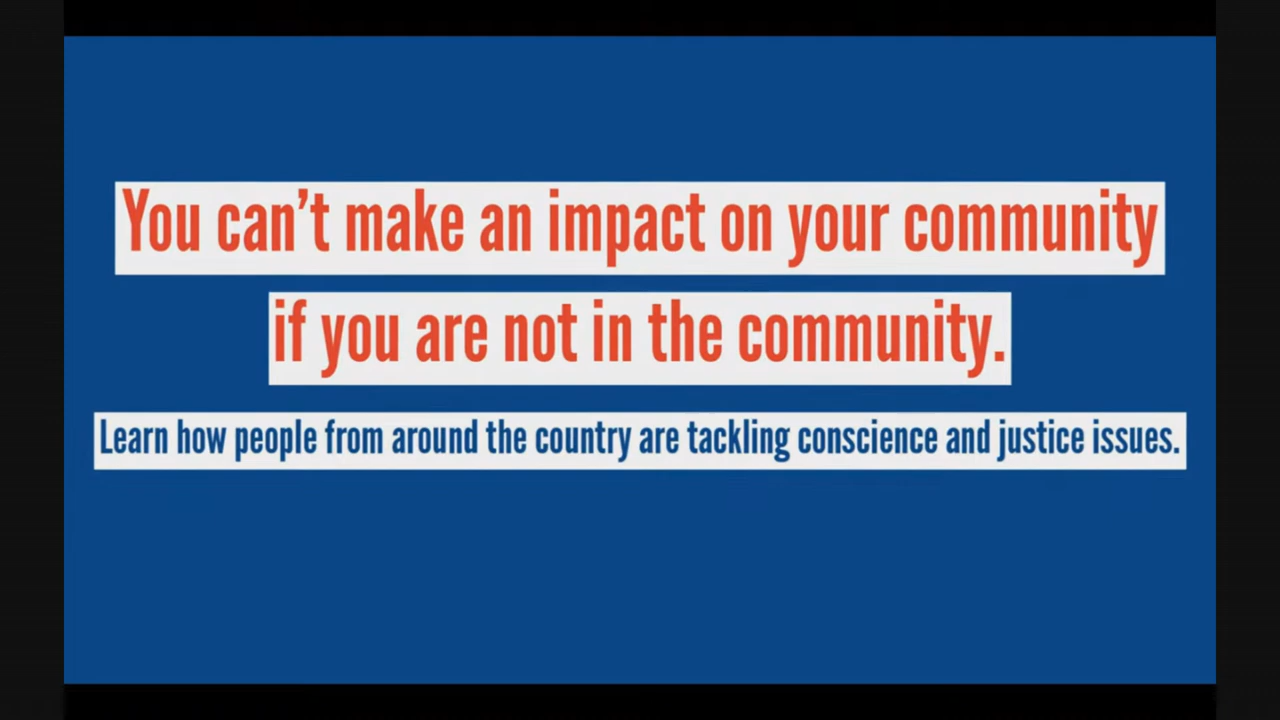 You can’t make an impact on your community
if you are not in the community.
Learn how people from around the country are tackling conscience and justice issues.